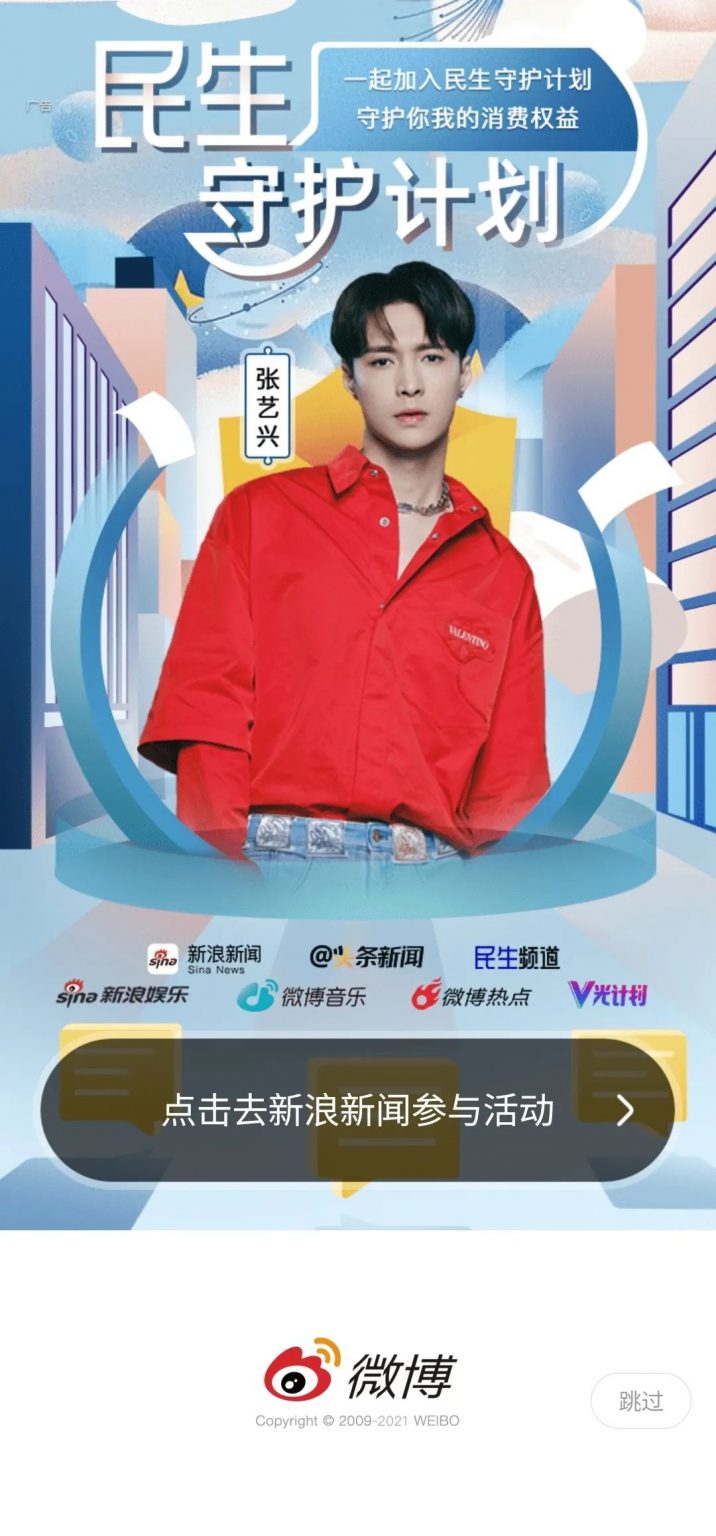 广告
民生
一起加入民生守护计划
守护你我的消费权益
守护计划
张艺兴
VALENTINO
sina 新浪新闻
Sina News
@头条新闻
民生频道
sina 新浪娱乐
微博音乐
微博热点
V光计划
点击去新浪新闻参与活动
微博
Copyright © 2009-2021 WEIBO
跳过